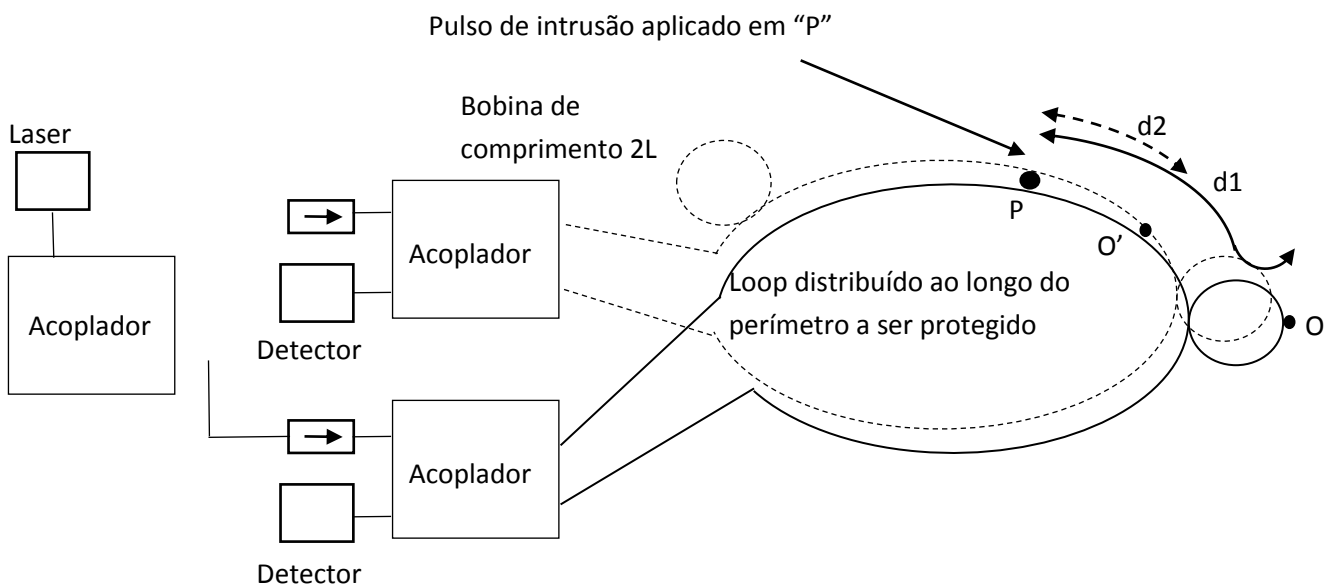 Pulso de intrusão aplicado em “P”
Bobina de
comprimento 2L
Laser
d2
d1
P
O’
Acoplador
Loop distribuído ao longo do
perímetro a ser protegido
Acoplador
O
Detector
Acoplador
Detector